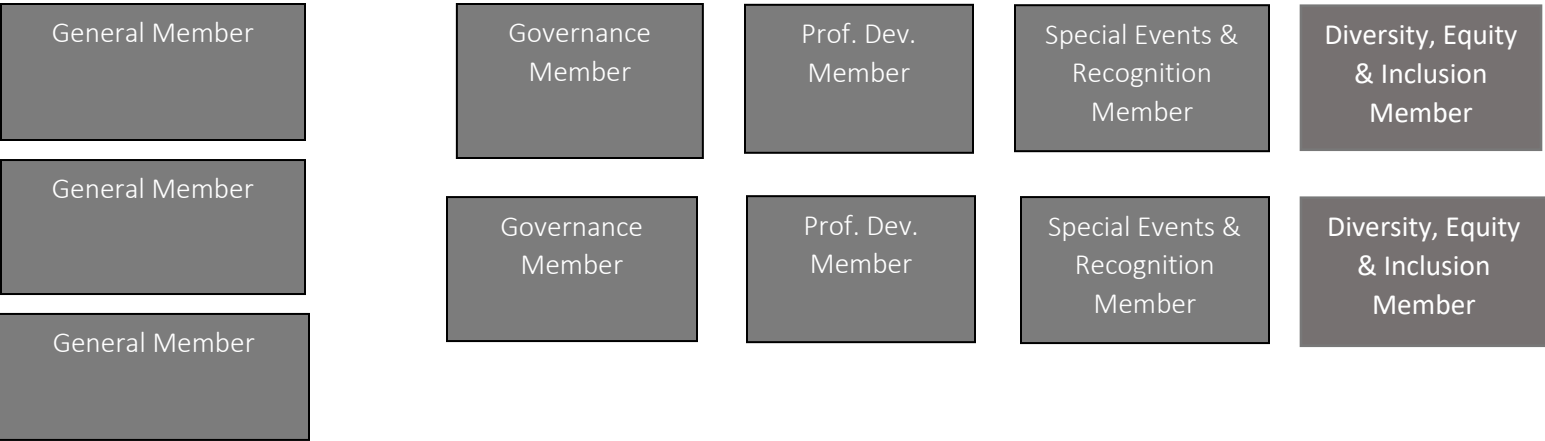 General Member
General Member
General Member
Governance
Member
Prof. Dev.
Member
Special Events &
Recognition
Member
Diversity, Equity
& Inclusion
Member
Governance
Member
Prof. Dev.
Member
Special Events &
Recognition
Member
Diversity, Equity
& Inclusion
Member